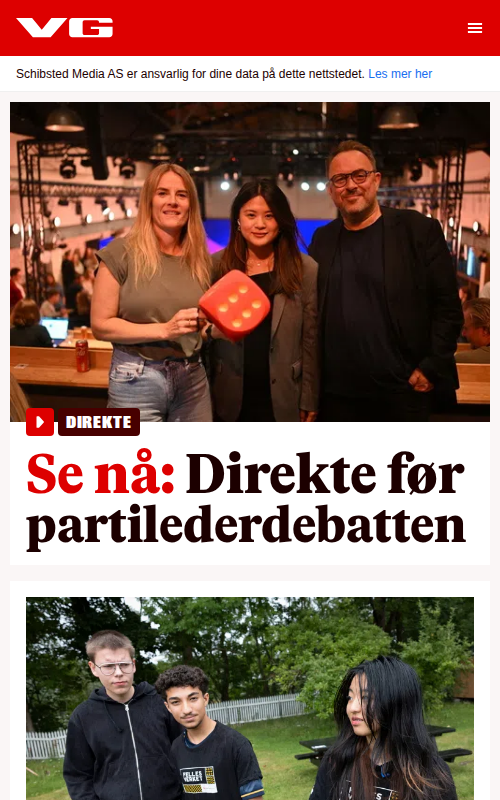 VG
Schibsted Media AS er ansvarlig for dine data på dette nettstedet. Les mer her
DIREKTE
Se nå: Direkte før
partilederdebatten